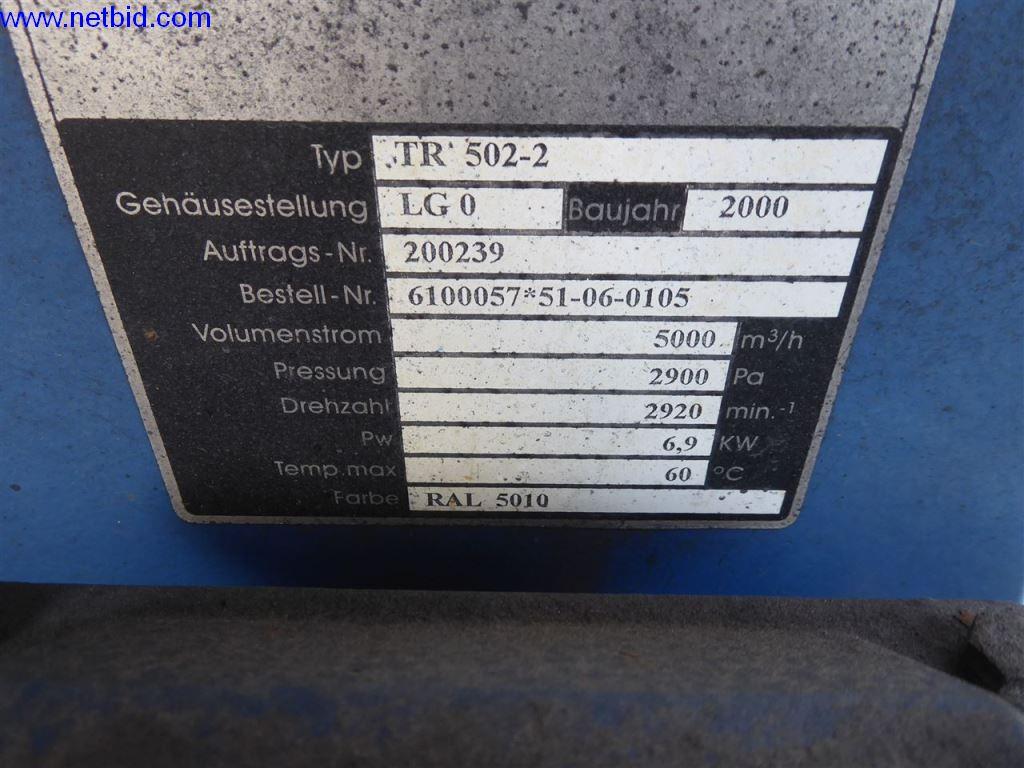 www.netbid.com
Typ TR 502-2
Gehäusestellung LG 0 Baujahr 2000
Auftrags-Nr. 200239
Bestell-Nr. 6100057*51-06-0105
Volumenstrom 5000 m³/h
Pressung 2900 Pa
Drehzahl 2920 min.-1
Pw 6,9 KW
Temp.max 60 °C
Farbe RAL 5010